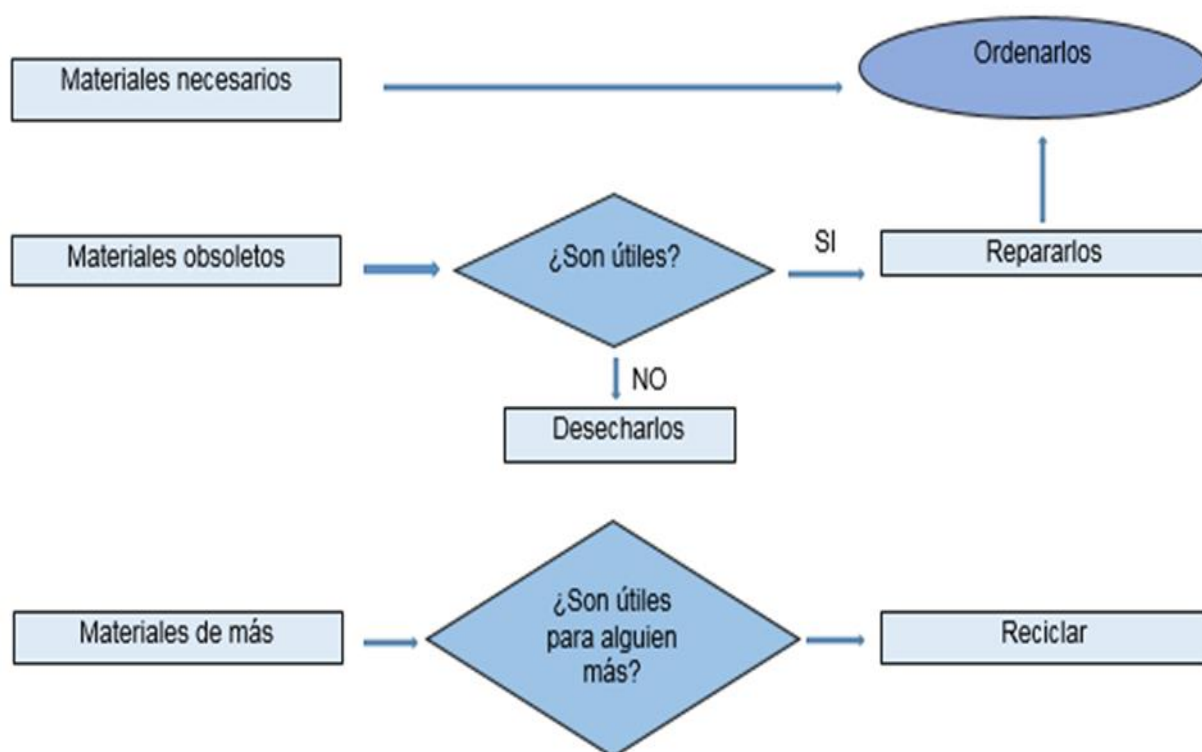 Materiales necesarios
Ordenarlos
Materiales obsoletos
¿Son útiles?
SI
Repararlos
NO
Desecharlos
Materiales de más
¿Son útiles
para alguien
más?
Reciclar